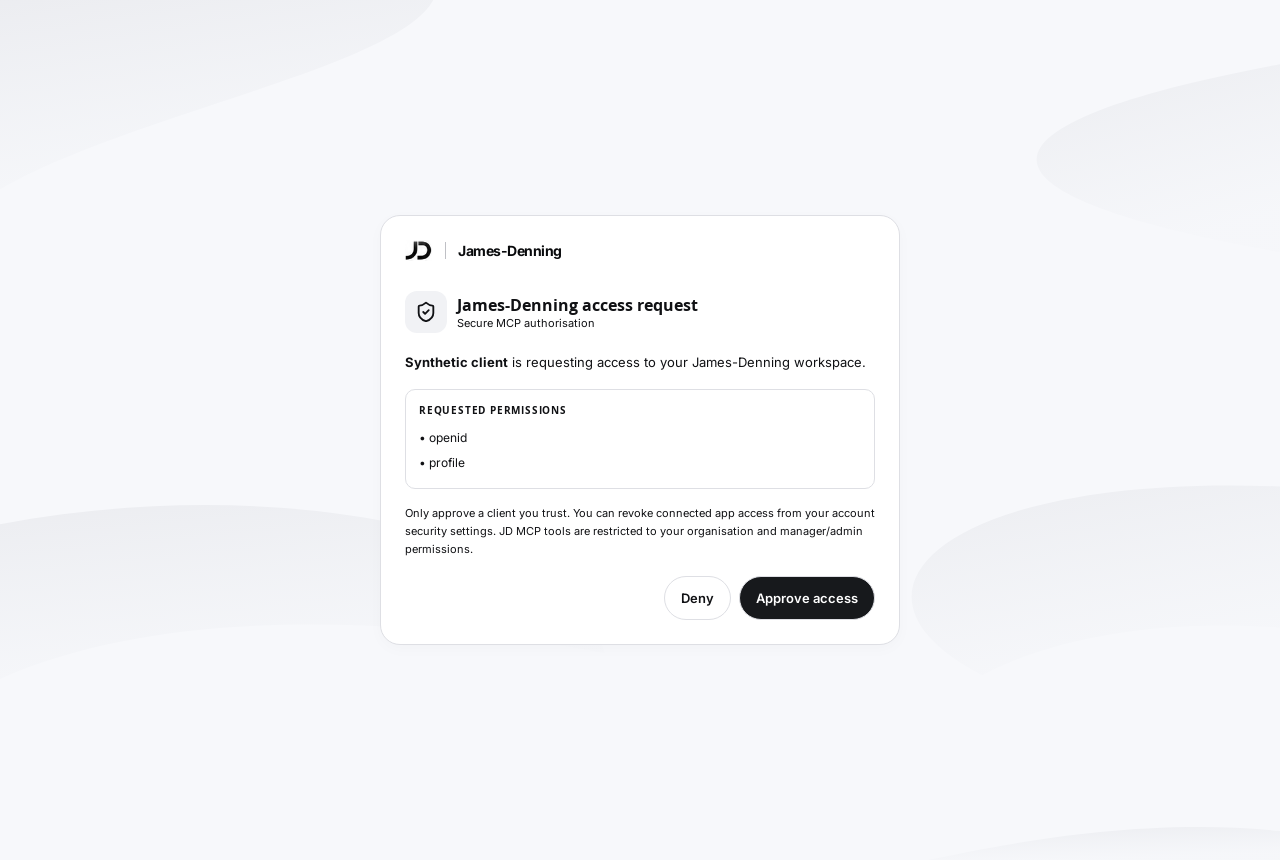 JD
James-Denning
James-Denning access request
Secure MCP authorisation
Synthetic client is requesting access to your James-Denning workspace.
REQUESTED PERMISSIONS
• openid
• profile
Only approve a client you trust. You can revoke connected app access from your account
security settings. JD MCP tools are restricted to your organisation and manager/admin
permissions.
Deny
Approve access